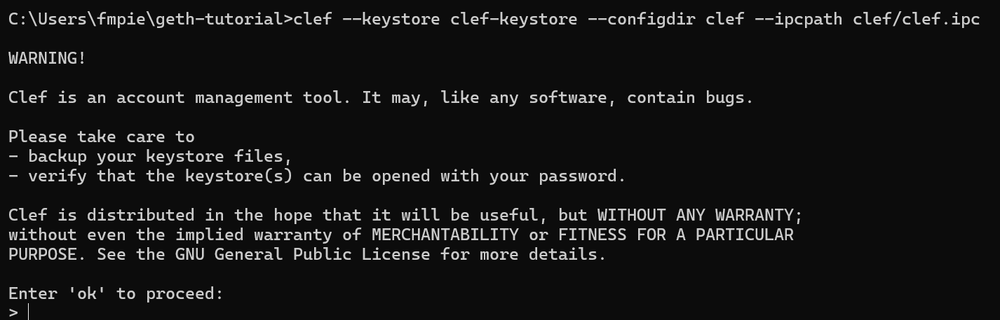 C:\Users\fmpie\geth-tutorial>clef --keystore clef-keystore --configdir clef --ipcpath clef/clef.ipc
WARNING!
Clef is an account management tool. It may, like any software, contain bugs.
Please take care to
- backup your keystore files,
- verify that the keystore(s) can be opened with your password.
Clef is distributed in the hope that it will be useful, but WITHOUT ANY WARRANTY;
without even the implied warranty of MERCHANTABILITY or FITNESS FOR A PARTICULAR
PURPOSE. See the GNU General Public License for more details.
Enter 'ok' to proceed:
>